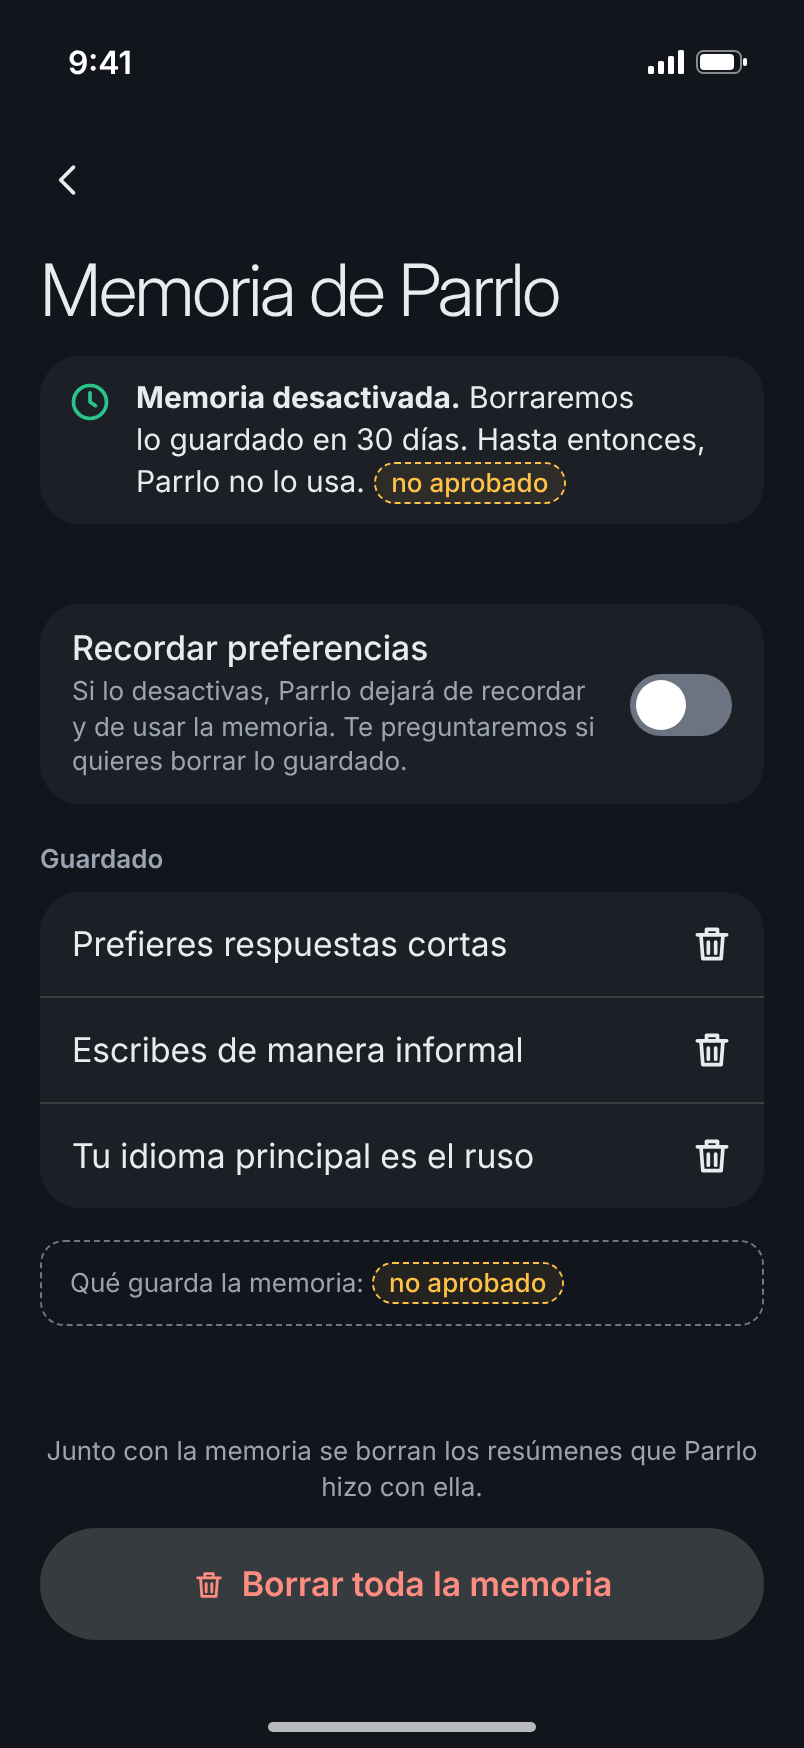 9:41
Memoria de Parrlo
Memoria desactivada. Borraremos
lo guardado en 30 días. Hasta entonces,
Parrlo no lo usa. no aprobado
Recordar preferencias
Si lo desactivas, Parrlo dejará de recordar
y de usar la memoria. Te preguntaremos si
quieres borrar lo guardado.
Guardado
Prefieres respuestas cortas
Escribes de manera informal
Tu idioma principal es el ruso
Qué guarda la memoria: no aprobado
Junto con la memoria se borran los resúmenes que Parrlo
hizo con ella.
Borrar toda la memoria